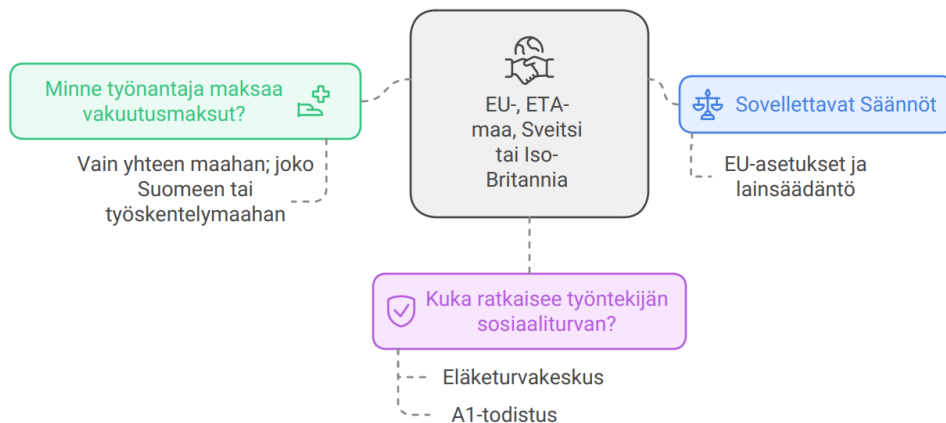 EU-, ETA-
maa, Sveitsi
tai Iso-
Britannia
Minne työnantaja maksaa
vakuutusmaksut?
Vain yhteen maahan; joko
Suomeen tai
työskentelymaahan
Sovellettavat Säännöt
EU-asetukset ja
lainsäädäntö
Kuka ratkaisee työntekijän
sosiaaliturvan?
Eläketurvakeskus
A1-todistus